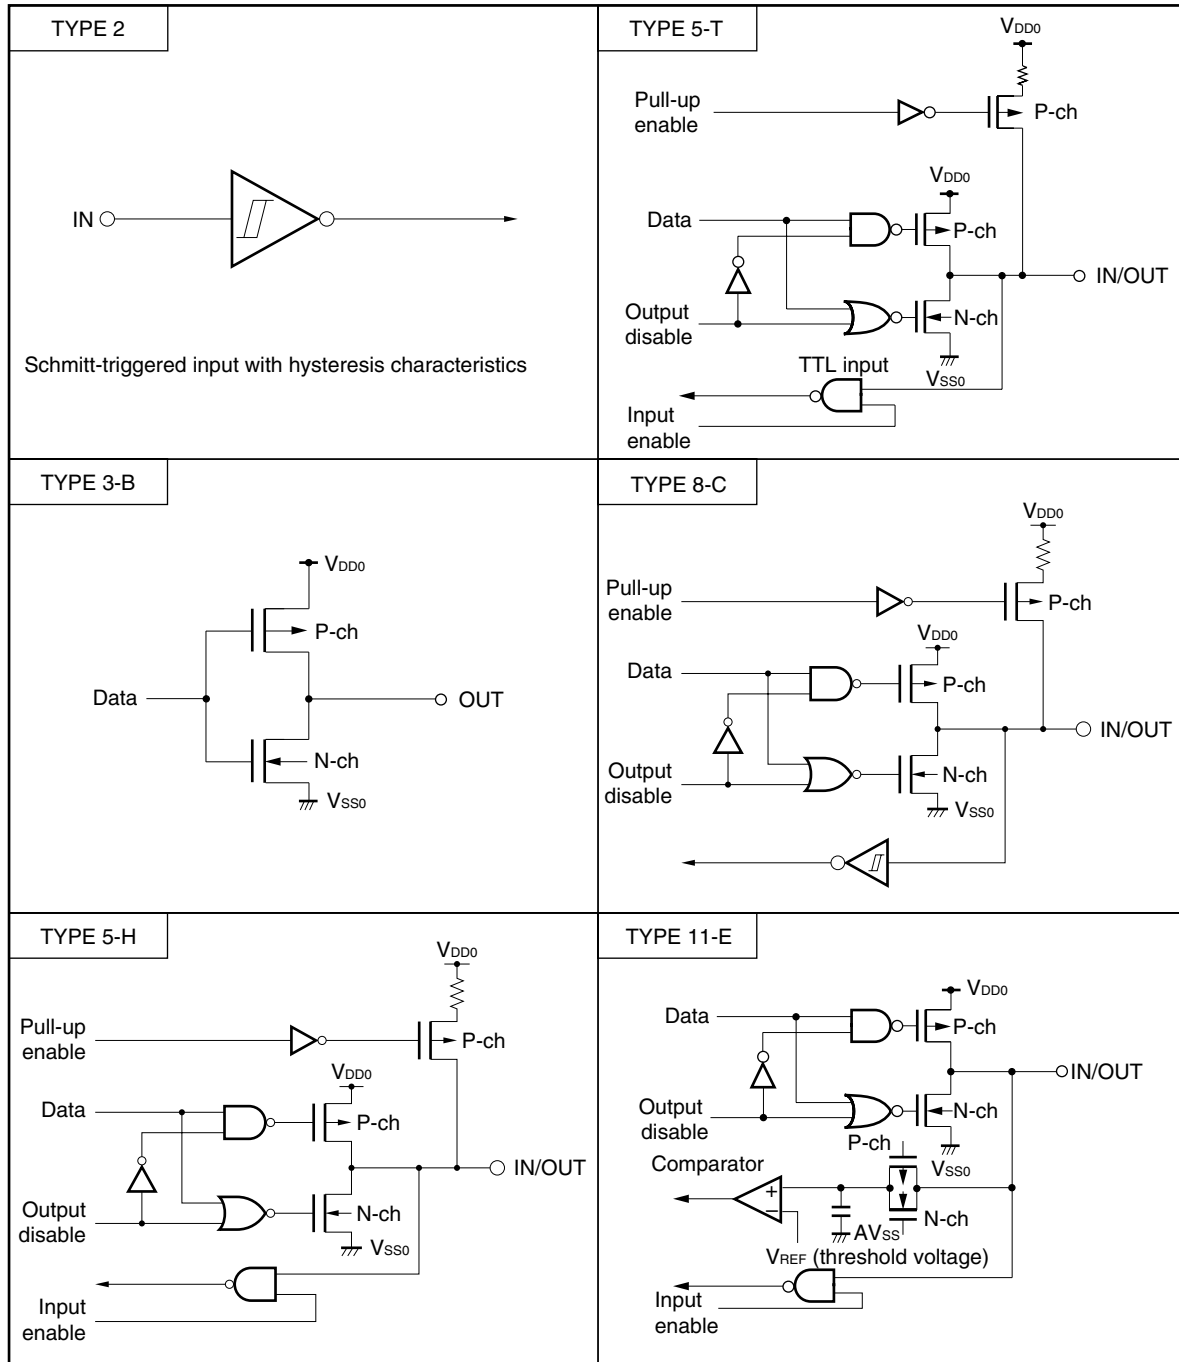 TYPE 2
IN
Schmitt-triggered input with hysteresis characteristics
TYPE 5-T
VDD0
Pull-up
enable
P-ch
VDD0
Data
P-ch
IN/OUT
Output
disable
N-ch
TTL input
VSS0
Input
enable
TYPE 3-B
VDD0
P-ch
Data
OUT
N-ch
VSS0
TYPE 8-C
VDD0
Pull-up
enable
P-ch
VDD0
Data
P-ch
IN/OUT
Output
disable
N-ch
VSS0
TYPE 5-H
VDD0
Pull-up
enable
P-ch
VDD0
Data
P-ch
IN/OUT
Output
disable
N-ch
VSS0
Input
enable
TYPE 11-E
VDD0
Data
P-ch
IN/OUT
Output
disable
N-ch
P-ch
VSS0
Comparator
+
−
N-ch
AVSS
VREF (threshold voltage)
Input
enable